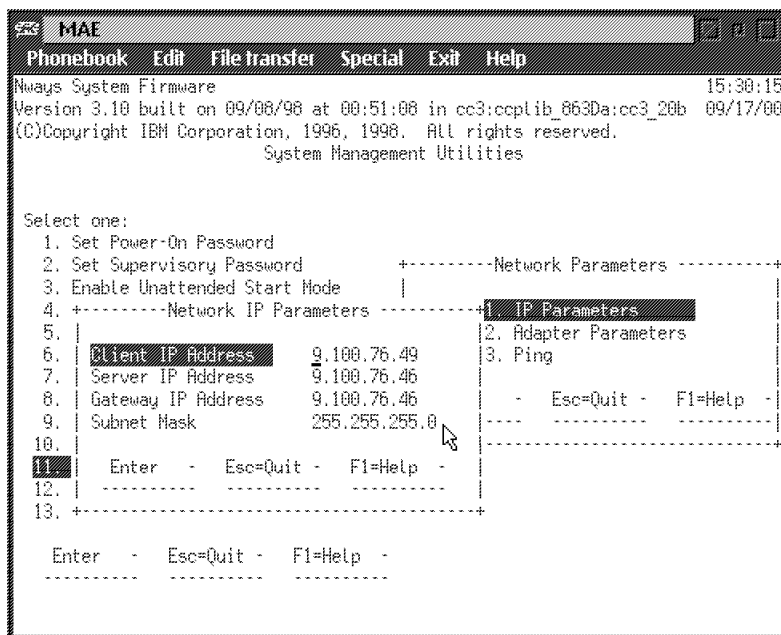 MAE
Phonebook Edit File transfer Special Exit Help
Nways System Firmware 15:30:15
Version 3.10 built on 09/08/98 at 00:51:08 in cc3:ccplib_863Da:cc3_20b 09/17/00
(C)Copyright IBM Corporation, 1996, 1998. All rights reserved.
System Management Utilities
Select one:
1. Set Power-On Password
2. Set Supervisory Password
3. Enable Unattended Start Mode
4.
5.
6.
7.
8.
9.
10.
11.
12.
13.
Network IP Parameters
Client IP Address 9.100.76.49
Server IP Address 9.100.76.46
Gateway IP Address 9.100.76.46
Subnet Mask 255.255.255.0
Enter - Esc=Quit - F1=Help -
Network Parameters
1. IP Parameters
2. Adapter Parameters
3. Ping
- Esc=Quit - F1=Help -
Enter - Esc=Quit - F1=Help -